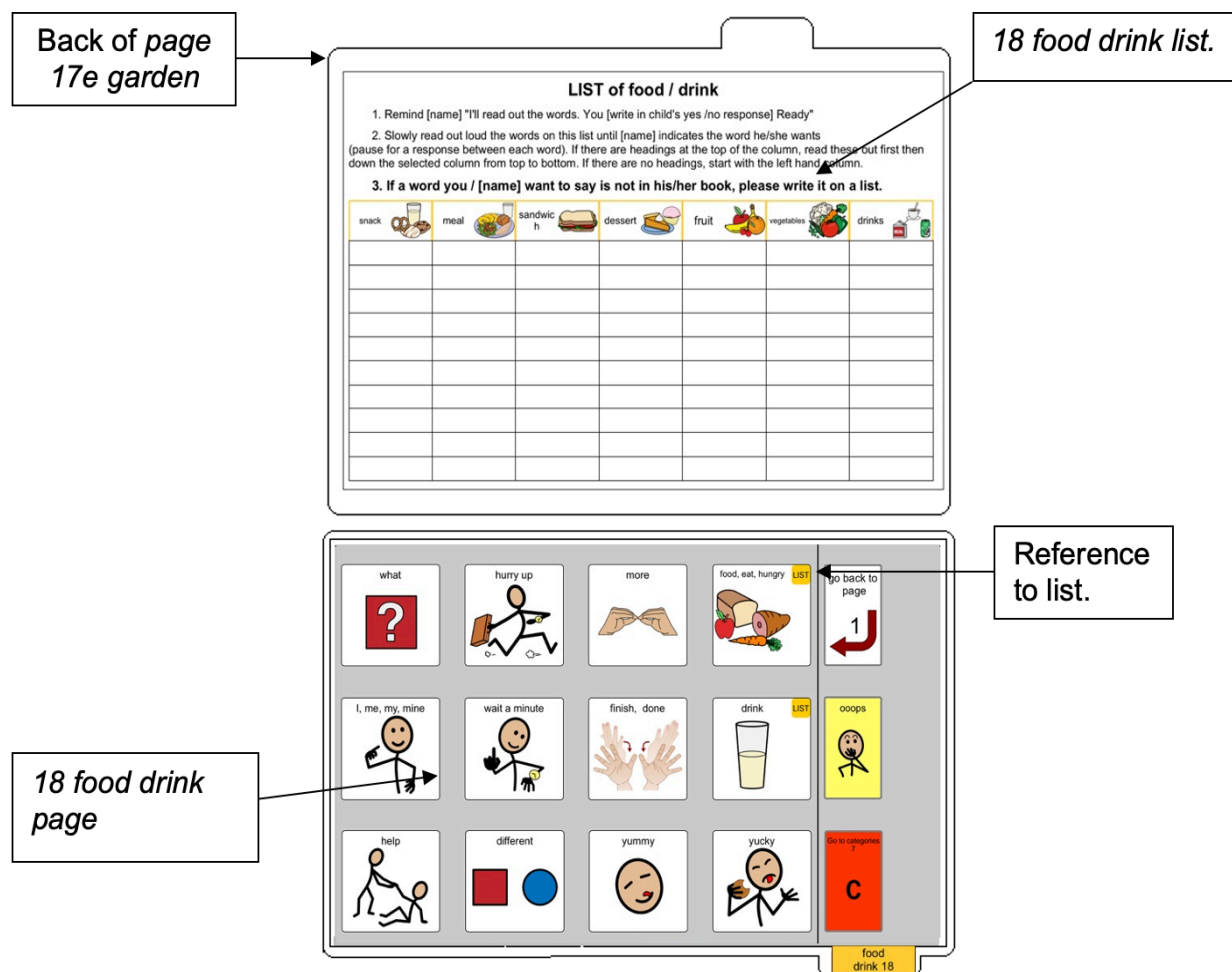 Back of page
17e garden
18 food drink list.
LIST of food / drink
1. Remind [name] "I'll read out the words. You [write in child's yes /no response] Ready"
2. Slowly read out loud the words on this list until [name] indicates the word he/she wants
(pause for a response between each word). If there are headings at the top of the column, read these out first then
down the selected column from top to bottom. If there are no headings, start with the left hand column.
3. If a word you / [name] want to say is not in his/her book, please write it on a list.
snack meal sandwic dessert fruit vegetables drinks
h
Reference
to list.
what hurry up more food, eat, hungry LIST go back to
page
1
I, me, my, mine wait a minute finish, done drink LIST ooops
18 food drink
page
help different yummy yucky Go to categories
7
C
food
drink 18